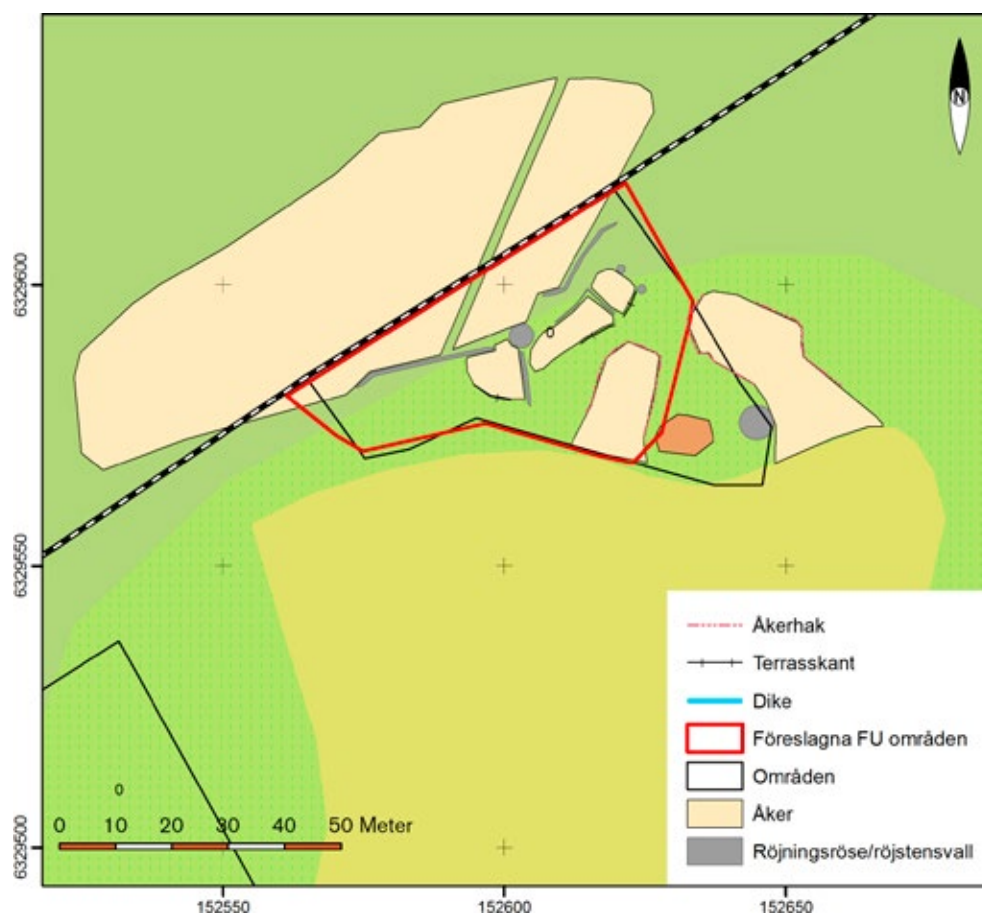 N
6329600
6329550
6329500
0
0
10
20
30
40
50 Meter
Åkerhak
Terrasskant
Dike
Föreslagna FU områden
Områden
Åker
Röjningsröse/röjstensvall
152550
152600
152650